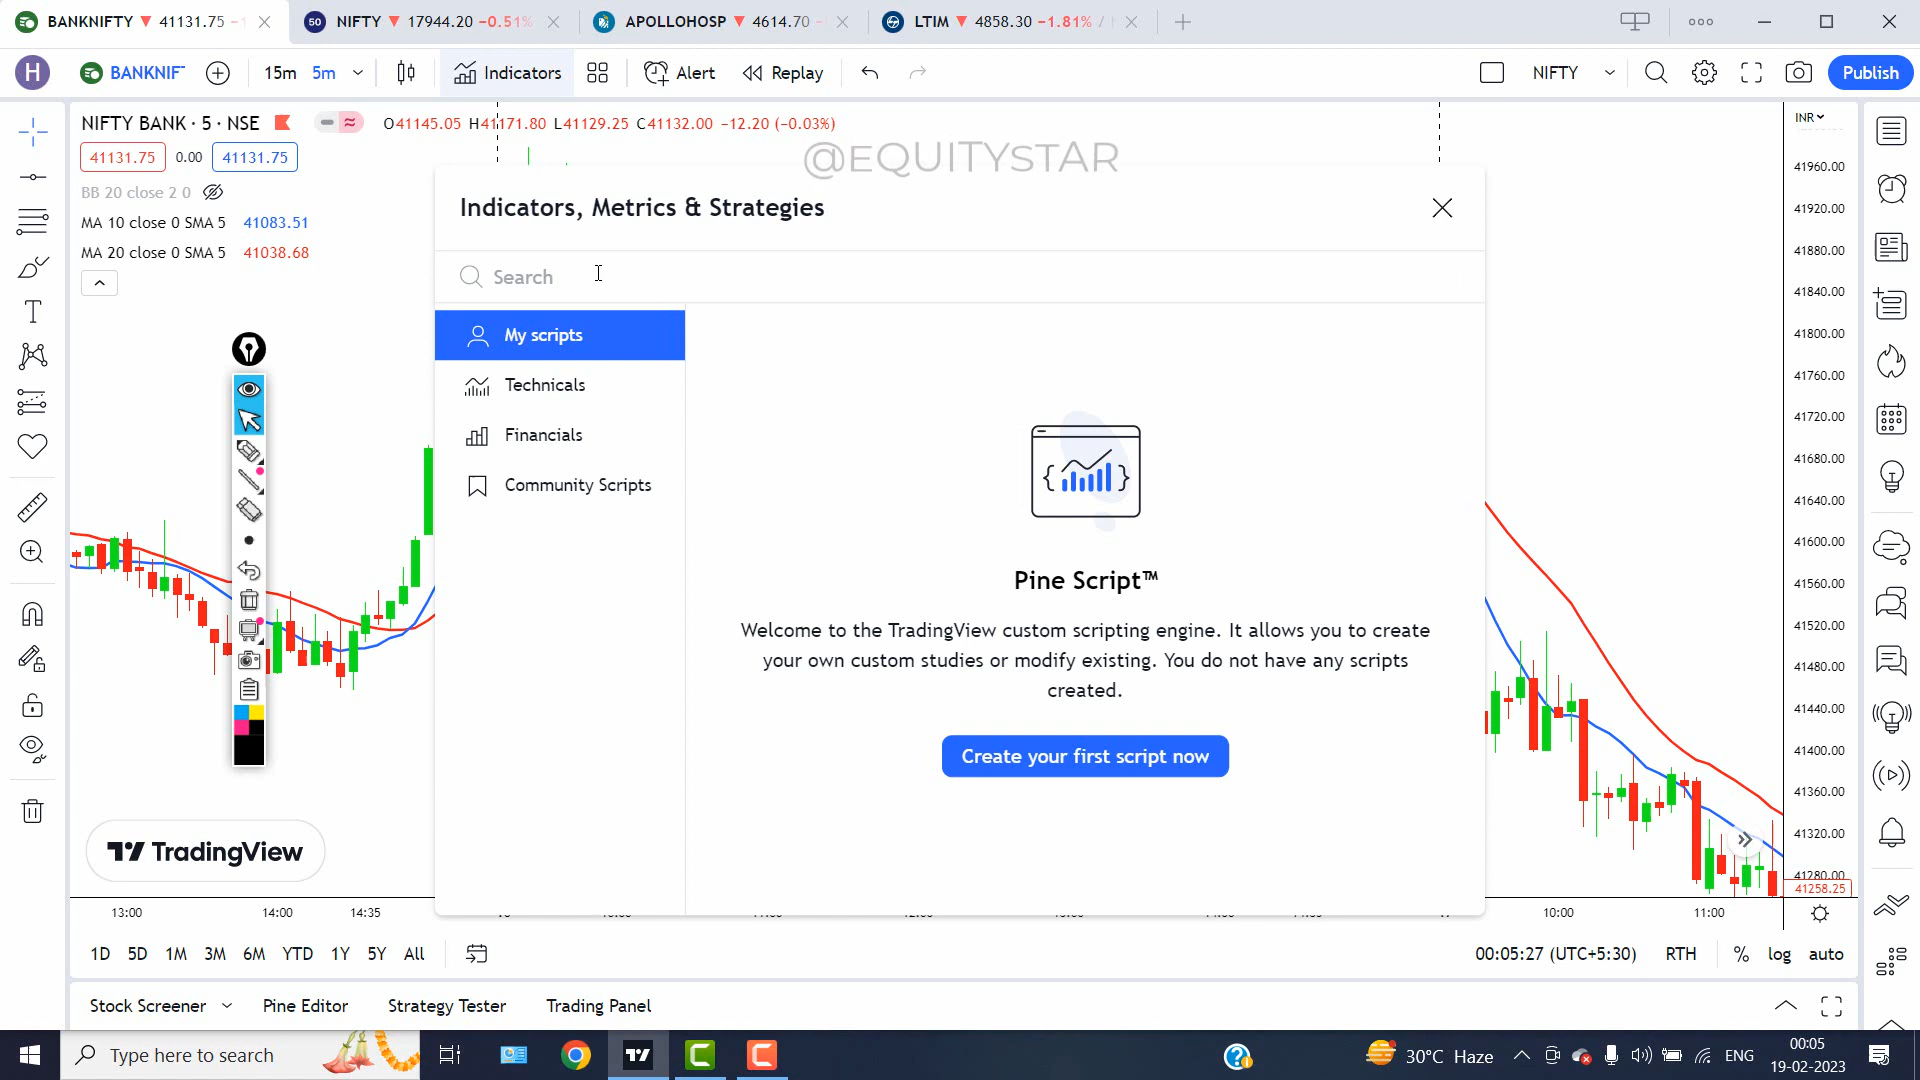 BANKNIFTY ▼ 41131.75
50 NIFTY ▼ 17944.20 −0.51%
APOLLOHOSP ▼ 4614.70
LTIM ▼ 4858.30 −1.81% /
H
BANKNIF
15m 5m
Indicators
Alert
Replay
NIFTY
Publish
NIFTY BANK · 5 · NSE
O41145.05 H41171.80 L41129.25 C41132.00 −12.20 (−0.03%)
INR
41131.75 0.00 41131.75
@EQUITYSTAR
BB 20 close 2 0
MA 10 close 0 SMA 5 41083.51
MA 20 close 0 SMA 5 41038.68
Indicators, Metrics & Strategies
Search
My scripts
Technicals
Financials
Community Scripts
Pine Script™
Welcome to the TradingView custom scripting engine. It allows you to create
your own custom studies or modify existing. You do not have any scripts
created.
Create your first script now
41960.00
41920.00
41880.00
41840.00
41800.00
41760.00
41720.00
41680.00
41640.00
41600.00
41560.00
41520.00
41480.00
41440.00
41400.00
41360.00
41320.00
41280.00
41258.25
TradingView
13:00 14:00 14:35 10:00 11:00
1D 5D 1M 3M 6M YTD 1Y 5Y All
00:05:27 (UTC+5:30) RTH % log auto
Stock Screener Pine Editor Strategy Tester Trading Panel
Type here to search
30°C Haze
ENG
00:05
19-02-2023